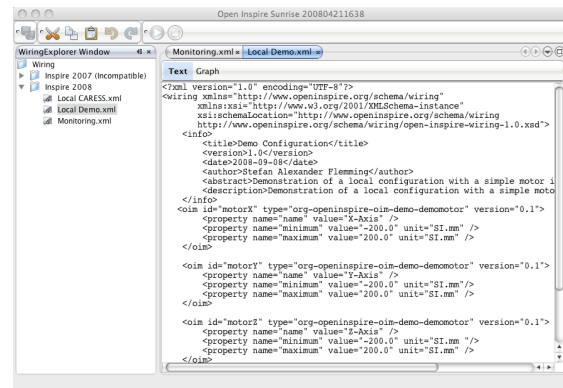 Open Inspire Sunrise 200804211638
WiringExplorer Window
Wiring
Inspire 2007 (Incompatible)
Inspire 2008
Local CARESS.xml
Local Demo.xml
Monitoring.xml
Monitoring.xml × Local Demo.xml ×
Text Graph
<?xml version="1.0" encoding="UTF-8"?>
<wiring xmlns="http://www.openinspire.org/schema/wiring"
xmlns:xsi="http://www.w3.org/2001/XMLSchema-instance"
xsi:schemaLocation="http://www.openinspire.org/schema/wiring
http://www.openinspire.org/schema/wiring/open-inspire-wiring-1.0.xsd">
<info>
<title>Demo Configuration</title>
<version>1.0</version>
<date>2008-09-08</date>
<author>Stefan Alexander Flemming</author>
<abstract>Demonstration of a local configuration with a simple motor i
<description>Demonstration of a local configuration with a simple moto
</info>
<oim id="motorX" type="org-openinspire-oim-demo-demomotor" version="0.1">
<property name="name" value="X-Axis" />
<property name="minimum" value="-200.0" unit="SI.mm" />
<property name="maximum" value="200.0" unit="SI.mm" />
</oim>
<oim id="motorY" type="org-openinspire-oim-demo-demomotor" version="0.1">
<property name="name" value="Y-Axis" />
<property name="minimum" value="-200.0" unit="SI.mm"/>
<property name="maximum" value="200.0" unit="SI.mm" />
</oim>
<oim id="motorZ" type="org-openinspire-oim-demo-demomotor" version="0.1">
<property name="name" value="Z-Axis" />
<property name="minimum" value="-200.0" unit="SI.mm" />
<property name="maximum" value="200.0" unit="SI.mm" />
</oim>